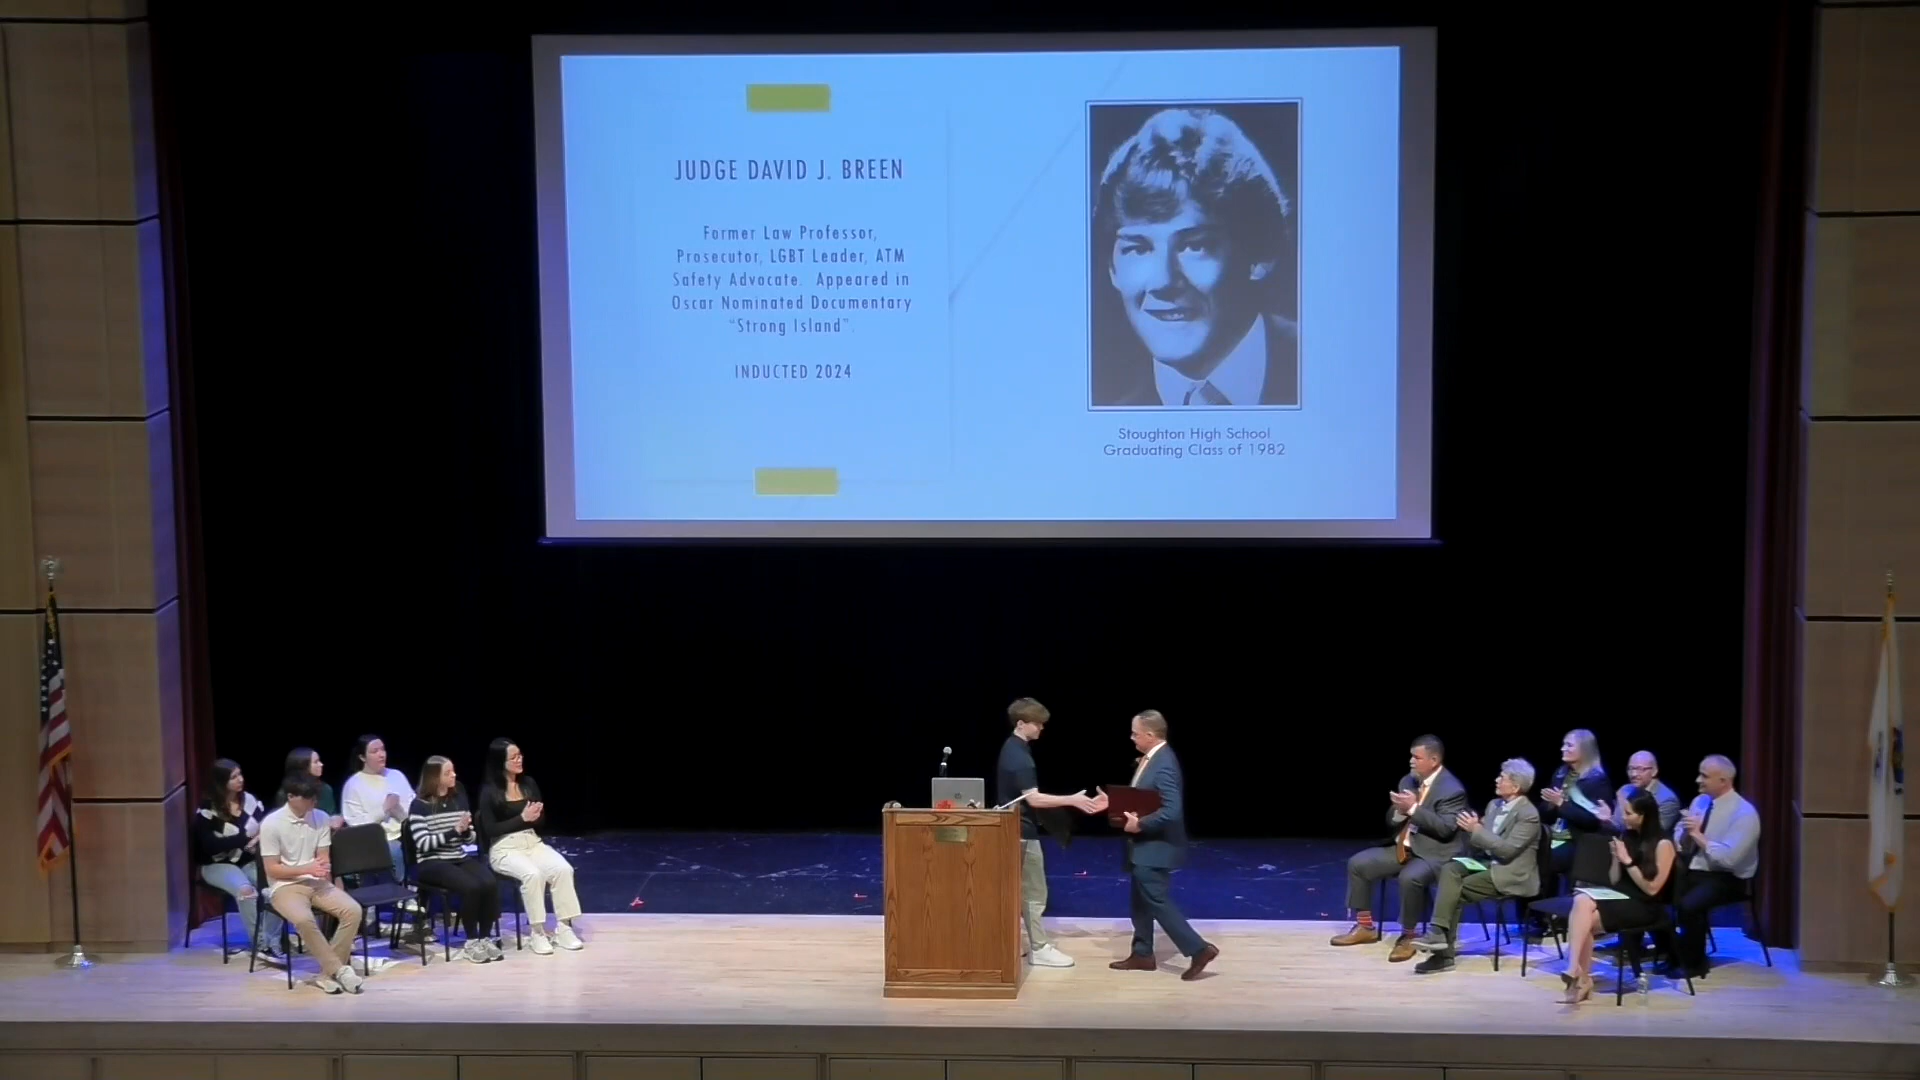 JUDGE DAVID J. BREEN
Former Law Professor,
Prosecutor, LGBT Leader, ATM
Safety Advocate. Appeared in
Oscar Nominated Documentary
"Strong Island".
INDUCTED 2024
Stoughton High School
Graduating Class of 1982